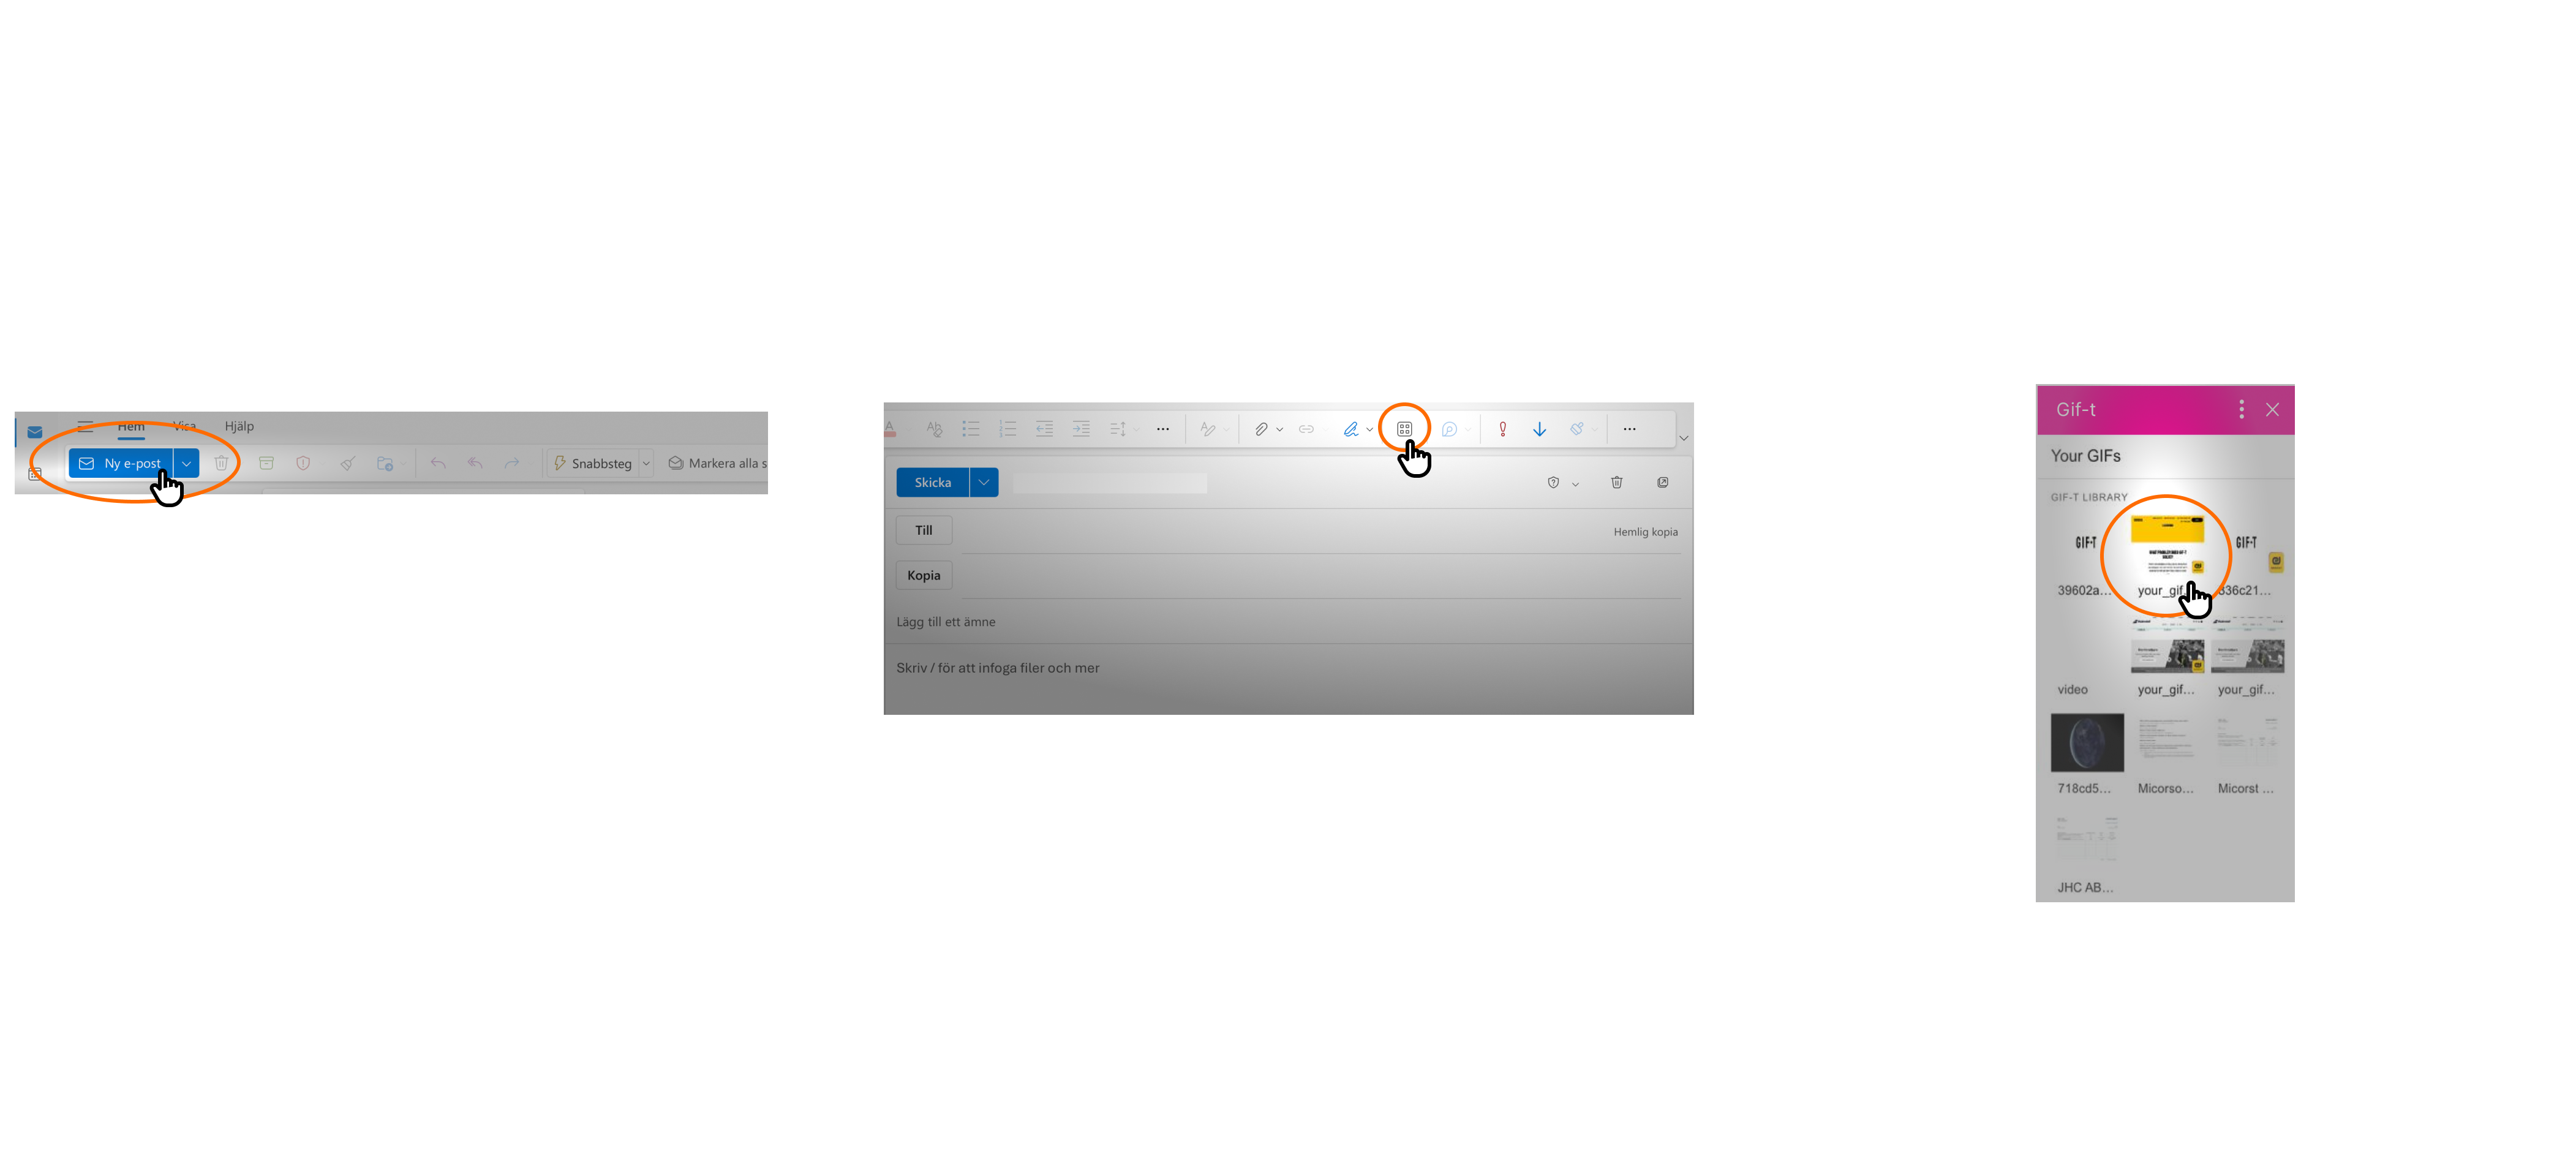 Hem Visa Hjälp
Ny e-post Snabbsteg Markera alla s
Skicka
Till Hemlig kopia
Kopia
Lägg till ett ämne
Skriv / för att infoga filer och mer
Gif-t
Your GIFs
GIF-T LIBRARY
GIF-T GIF-T
39602a... your_gif 336c21...
video your_gif... your_gif...
718cd5... Micorso... Micorst ...
JHC AB...